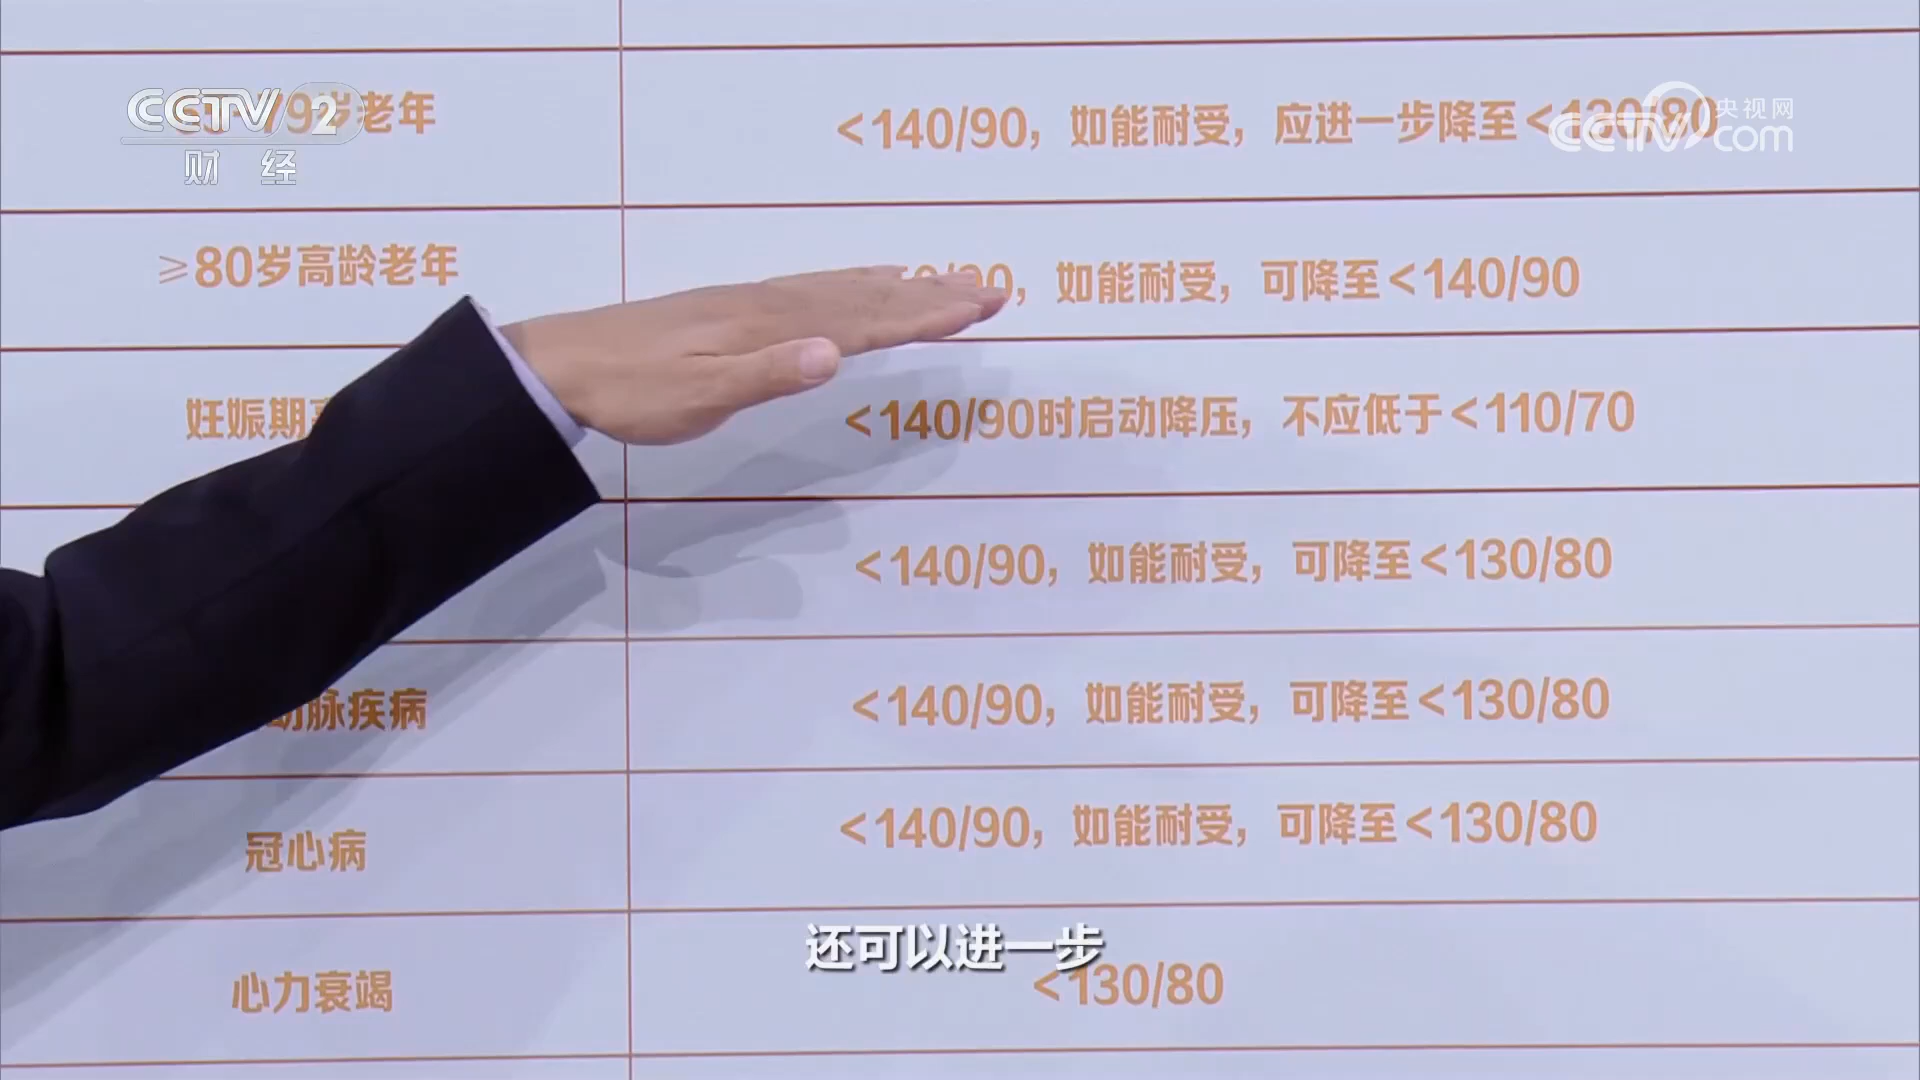 CCTV 2
财 经
央视网
CCTV.com
79岁老年
<140/90，如能耐受，应进一步降至<130/80
≥80岁高龄老年
如能耐受，可降至<140/90
妊娠期
<140/90时启动降压，不应低于<110/70
<140/90，如能耐受，可降至<130/80
动脉疾病
<140/90，如能耐受，可降至<130/80
冠心病
<140/90，如能耐受，可降至<130/80
心力衰竭
<130/80
还可以进一步